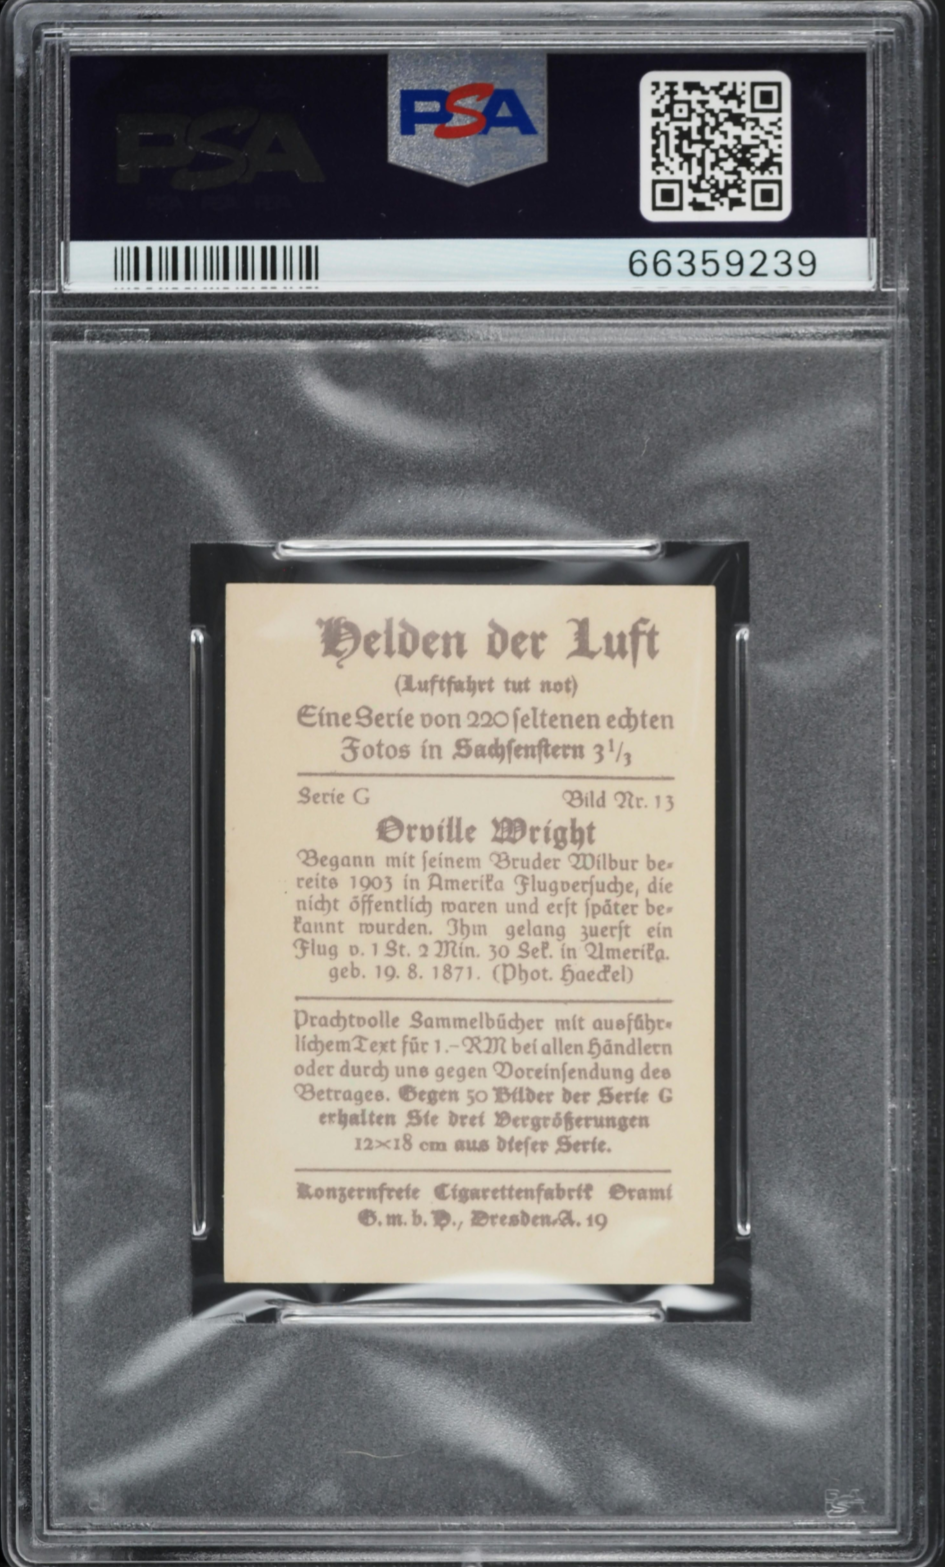 PSA
PSA
66359239
Helden der Luft
(Luftfahrt tut not)
Eine Serie von 220 ſeltenen echten
Fotos in Sachſenſtern 3 1/3
Serie G Bild Nr. 13
Orville Wright
Begann mit ſeinem Bruder Wilbur be-
reits 1903 in Amerika Flugverſuche, die
nicht öffentlich waren und erſt ſpäter be-
kannt wurden. Ihm gelang zuerſt ein
Flug v. 1 St. 2 Min. 30 Sek. in Amerika.
geb. 19. 8. 1871. (Phot. Haeckel)
Prachtvolle Sammelbücher mit ausführ-
lichem Text für 1.- RM bei allen Händlern
oder durch uns gegen Voreinſendung des
Betrages. Gegen 50 Bilder der Serie G
erhalten Sie drei Vergrößerungen
12×18 cm aus dieſer Serie.
Konzernfreie Cigarettenfabrik Orami
G. m. b. H., Dresden-A. 19
PSA